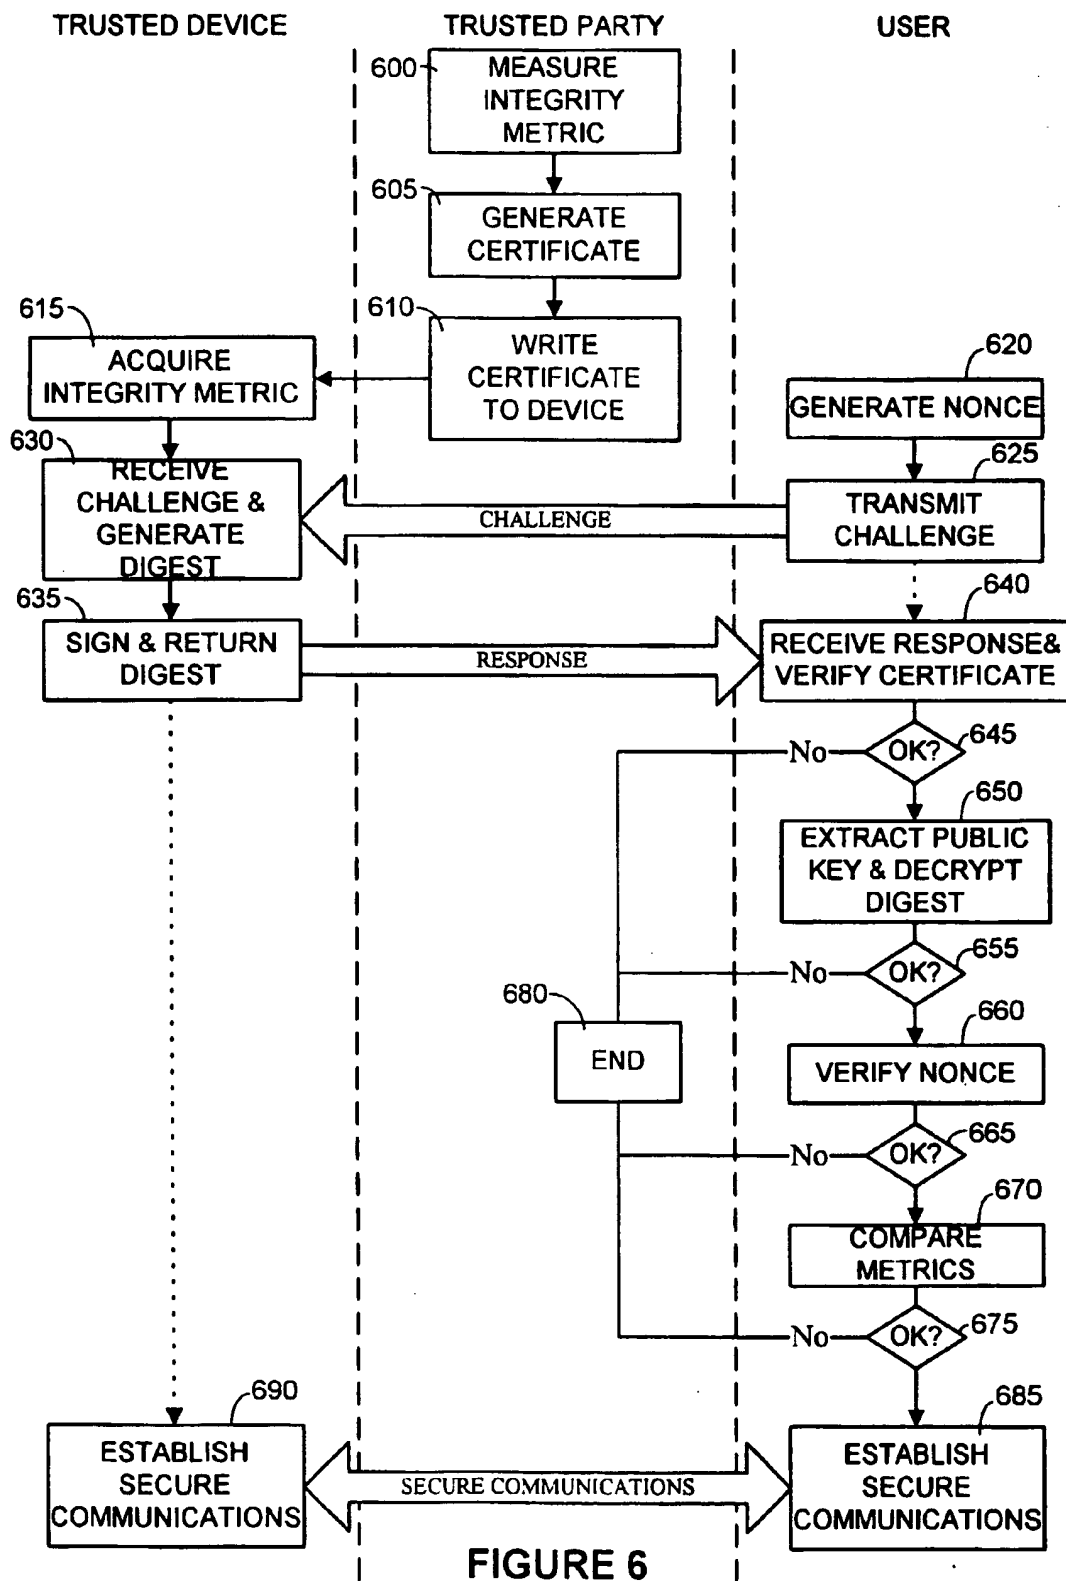 TRUSTED DEVICE
TRUSTED PARTY
USER
600
MEASURE
INTEGRITY
METRIC
605
GENERATE
CERTIFICATE
610
WRITE
CERTIFICATE
TO DEVICE
615
ACQUIRE
INTEGRITY METRIC
620
GENERATE NONCE
625
TRANSMIT
CHALLENGE
CHALLENGE
630
RECEIVE
CHALLENGE &
GENERATE
DIGEST
635
SIGN & RETURN
DIGEST
RESPONSE
640
RECEIVE RESPONSE&
VERIFY CERTIFICATE
645
OK?
No
650
EXTRACT PUBLIC
KEY & DECRYPT
DIGEST
655
OK?
No
680
END
660
VERIFY NONCE
665
OK?
No
670
COMPARE
METRICS
675
OK?
No
690
ESTABLISH
SECURE
COMMUNICATIONS
SECURE COMMUNICATIONS
685
ESTABLISH
SECURE
COMMUNICATIONS
FIGURE 6